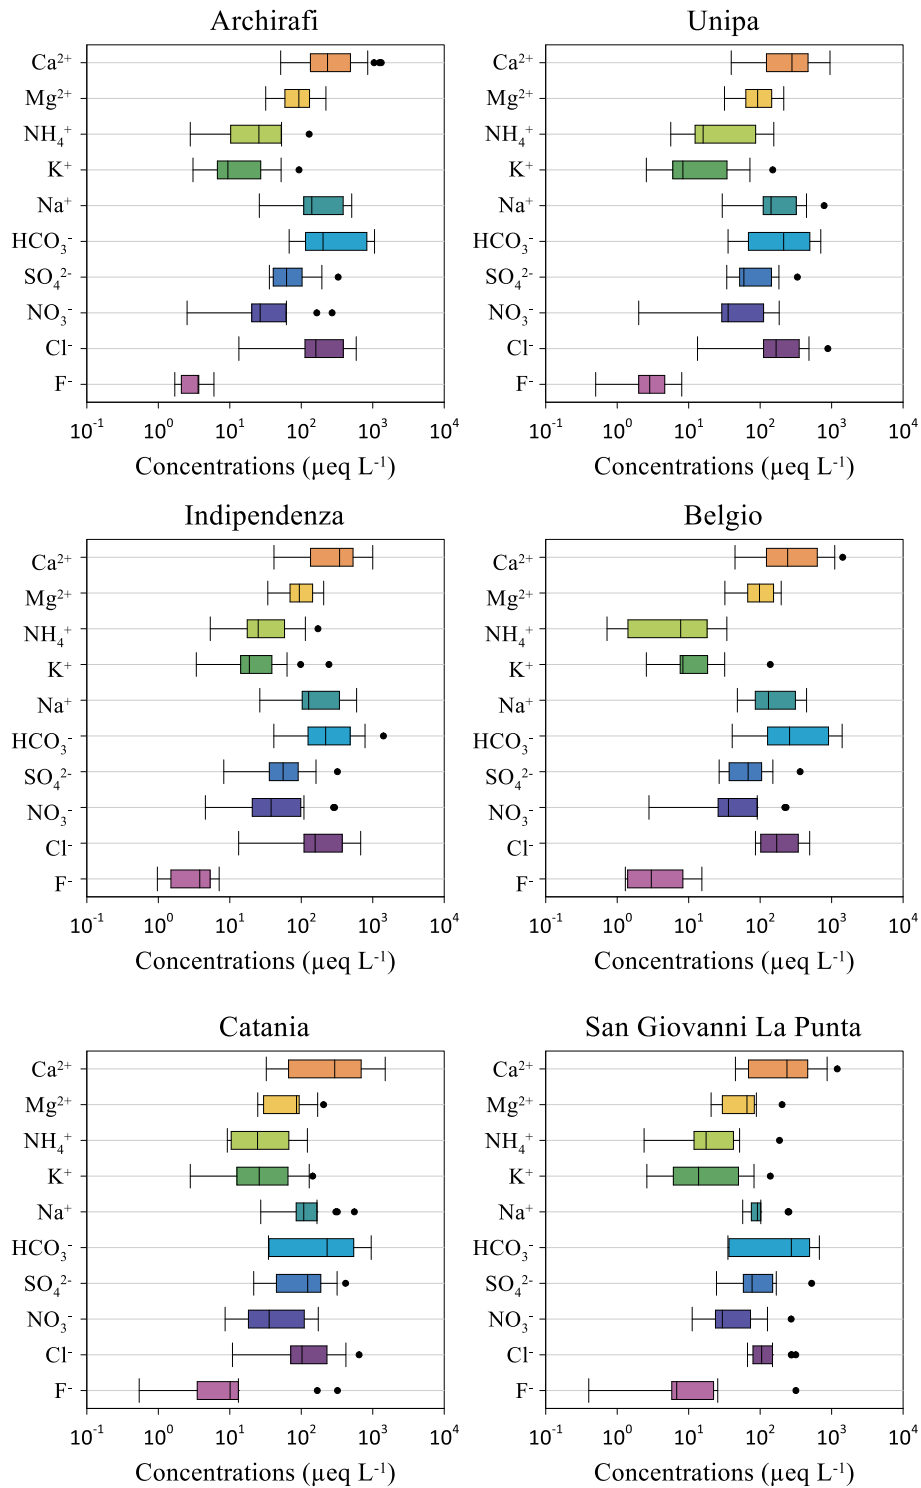 Archirafi
Ca²⁺
Mg²⁺
NH₄⁺
K⁺
Na⁺
HCO₃⁻
SO₄²⁻
NO₃⁻
Cl⁻
F⁻
10⁻¹ 10⁰ 10¹ 10² 10³ 10⁴
Concentrations (µeq L⁻¹)
Unipa
Ca²⁺
Mg²⁺
NH₄⁺
K⁺
Na⁺
HCO₃⁻
SO₄²⁻
NO₃⁻
Cl⁻
F⁻
10⁻¹ 10⁰ 10¹ 10² 10³ 10⁴
Concentrations (µeq L⁻¹)
Indipendenza
Ca²⁺
Mg²⁺
NH₄⁺
K⁺
Na⁺
HCO₃⁻
SO₄²⁻
NO₃⁻
Cl⁻
F⁻
10⁻¹ 10⁰ 10¹ 10² 10³ 10⁴
Concentrations (µeq L⁻¹)
Belgio
Ca²⁺
Mg²⁺
NH₄⁺
K⁺
Na⁺
HCO₃⁻
SO₄²⁻
NO₃⁻
Cl⁻
F⁻
10⁻¹ 10⁰ 10¹ 10² 10³ 10⁴
Concentrations (µeq L⁻¹)
Catania
Ca²⁺
Mg²⁺
NH₄⁺
K⁺
Na⁺
HCO₃⁻
SO₄²⁻
NO₃⁻
Cl⁻
F⁻
10⁻¹ 10⁰ 10¹ 10² 10³ 10⁴
Concentrations (µeq L⁻¹)
San Giovanni La Punta
Ca²⁺
Mg²⁺
NH₄⁺
K⁺
Na⁺
HCO₃⁻
SO₄²⁻
NO₃⁻
Cl⁻
F⁻
10⁻¹ 10⁰ 10¹ 10² 10³ 10⁴
Concentrations (µeq L⁻¹)